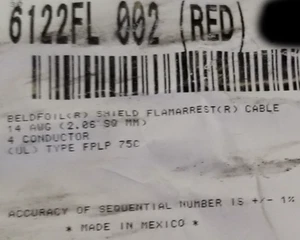 6122FL 002 (RED)
BELDFOIL(R) SHIELD FLAMARREST(R) CABLE
14 AWG (2.08 SQ MM)
4 CONDUCTOR
(UL) TYPE FPLP 75C
ACCURACY OF SEQUENTIAL NUMBER IS +/- 1%
* MADE IN MEXICO *